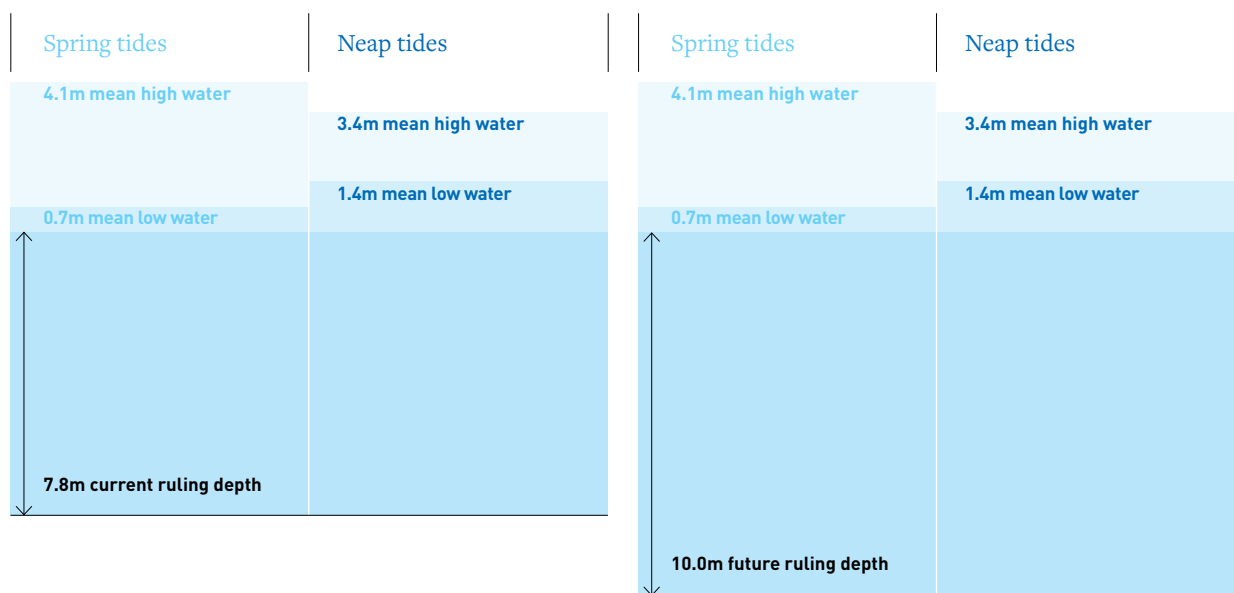 Spring tides
Neap tides
4.1m mean high water
3.4m mean high water
1.4m mean low water
0.7m mean low water
7.8m current ruling depth
Spring tides
Neap tides
4.1m mean high water
3.4m mean high water
1.4m mean low water
0.7m mean low water
10.0m future ruling depth